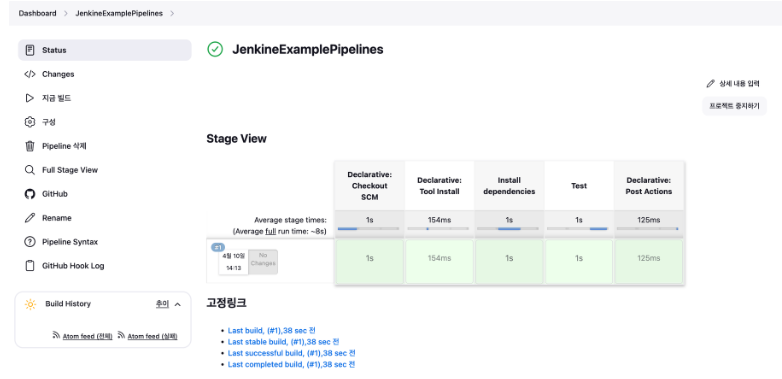 Dashboard > JenkineExamplePipelines >
Status
Changes
지금 빌드
구성
Pipeline 삭제
Full Stage View
GitHub
Rename
Pipeline Syntax
GitHub Hook Log
Build History 추이
Atom feed (전체) Atom feed (실패)
JenkineExamplePipelines
상세 내용 입력
프로젝트 중지하기
Stage View
Declarative: Checkout SCM
Declarative: Tool Install
Install dependencies
Test
Declarative: Post Actions
Average stage times: 1s 154ms 1s 1s 125ms
(Average full run time: ~8s)
#1
4월 10일
14:13
No Changes
1s 154ms 1s 1s 125ms
고정링크
Last build, (#1),38 sec 전
Last stable build, (#1),38 sec 전
Last successful build, (#1),38 sec 전
Last completed build, (#1),38 sec 전